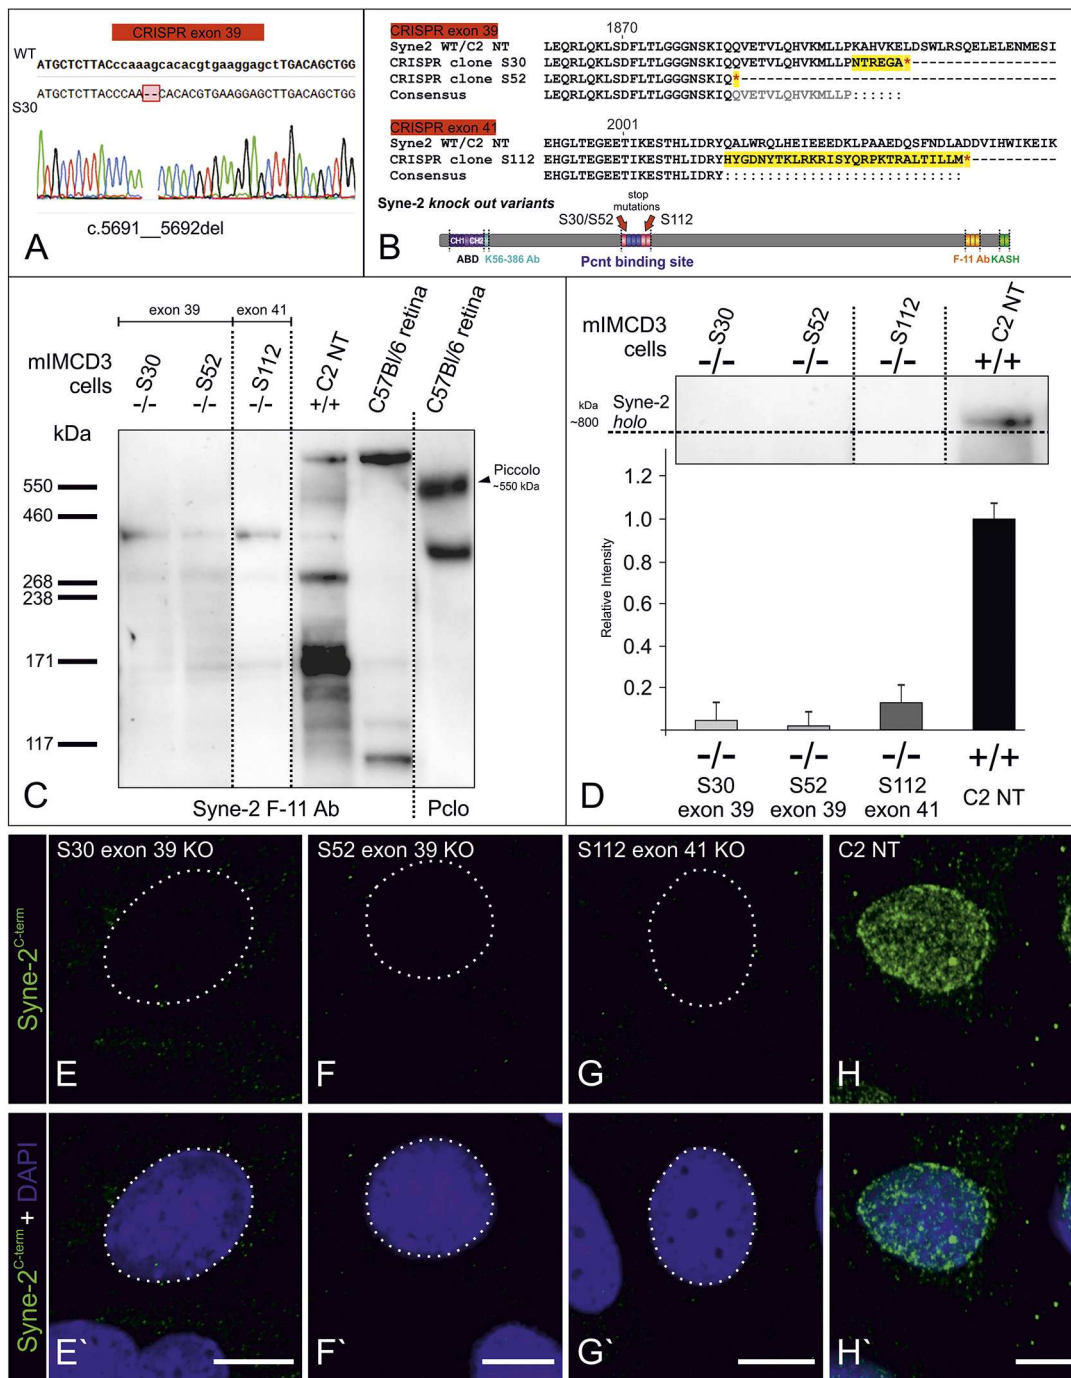 CRISPR exon 39
WT
ATGCTCTTACccaaagcacacgtgaaggagctTGACAGCTGG
ATGCTCTTACCCAA--CACACGTGAAGGAGCTTGACAGCTGG
S30
c.5691__5692del
A
CRISPR exon 39
1870
Syne2 WT/C2 NT LEQRLQKLSDFLTLGGGNSKIQQVETVLQHVKMLLPKAHVKELDSWLRSQELELENMESI
CRISPR clone S30 LEQRLQKLSDFLTLGGGNSKIQQVETVLQHVKMLLPNTREGA*
CRISPR clone S52 LEQRLQKLSDFLTLGGGNSKIQ*
Consensus LEQRLQKLSDFLTLGGGNSKIQQVETVLQHVKMLLP::::::
CRISPR exon 41
2001
Syne2 WT/C2 NT EHGLTEGEETIKESTHLIDRYQALWRQLHEIEEEDKLPAAEDQSFNDLADDVIHWIKEIK
CRISPR clone S112 EHGLTEGEETIKESTHLIDRYHYGDNYTKLRKRISYQRPKTRALTILLM*
Consensus EHGLTEGEETIKESTHLIDRY
Syne-2 knock out variants
stop
mutations
S30/S52
S112
CH1 CH2
ABD K56-386 Ab
Pcnt binding site
F-11 Ab KASH
B
exon 39 exon 41
mIMCD3
cells
-/- S30
-/- S52
-/- S112
+/+ C2 NT
C57Bl/6 retina
C57Bl/6 retina
kDa
550
460
268
238
171
117
Piccolo
~550 kDa
C
Syne-2 F-11 Ab
Pclo
mIMCD3
cells
-/- S30
-/- S52
-/- S112
+/+ C2 NT
kDa
~800
Syne-2
holo
1.2
1.0
0.8
0.6
0.4
0.2
Relative Intensity
-/- -/- -/- +/+
S30 S52 S112 C2 NT
exon 39 exon 39 exon 41
D
Syne-2C-term
S30 exon 39 KO
E
S52 exon 39 KO
F
S112 exon 41 KO
G
C2 NT
H
Syne-2C-term + DAPI
E`
F`
G`
H`